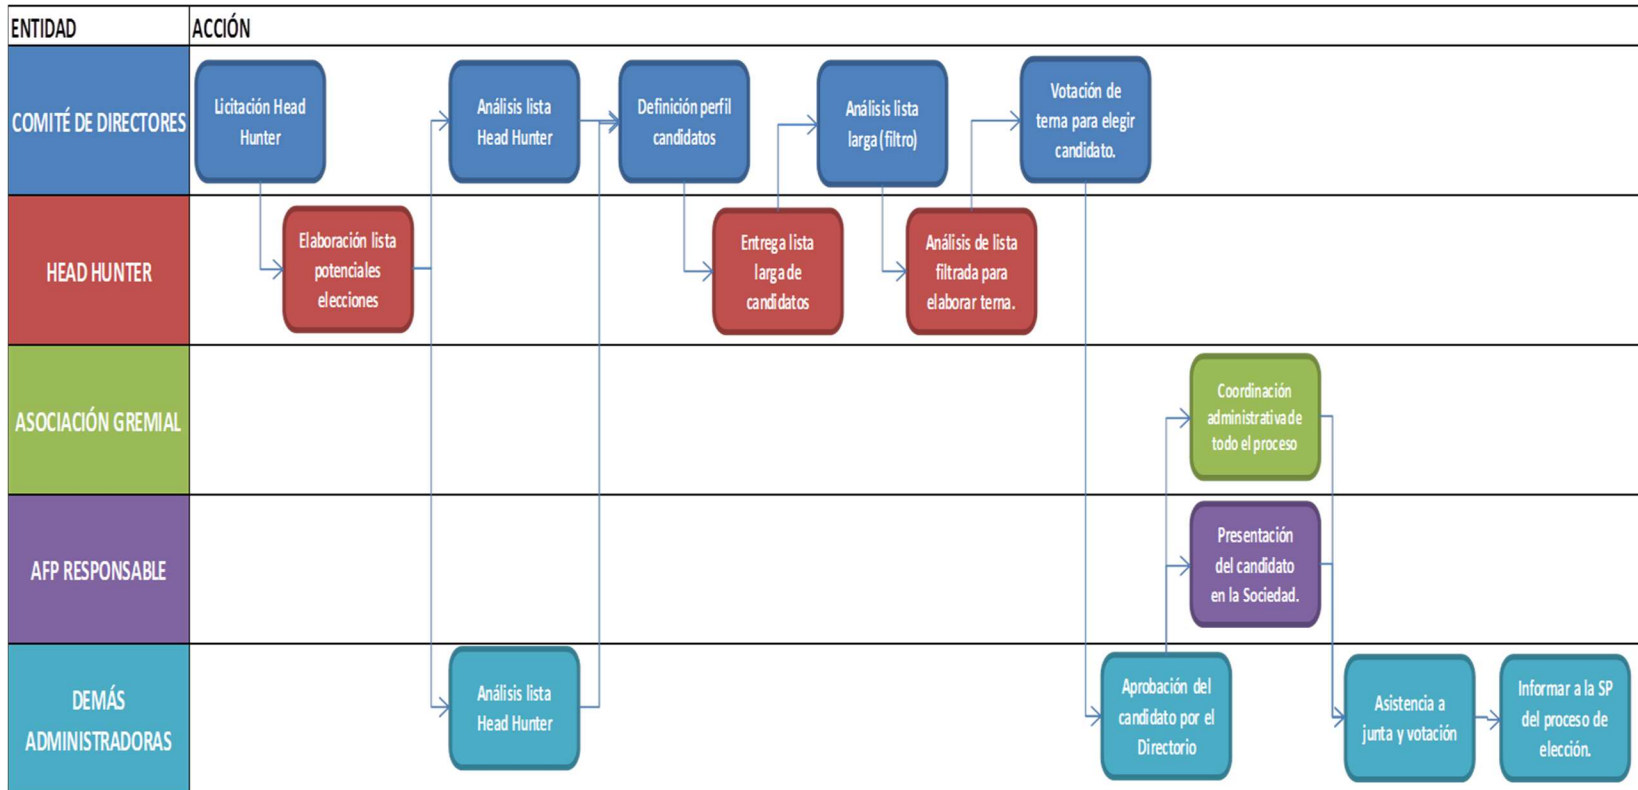 ENTIDAD
ACCIÓN
COMITÉ DE DIRECTORES
Licitación Head
Hunter
Análisis lista
Head Hunter
Definición perfil
candidatos
Análisis lista
larga (filtro)
Votación de
terna para elegir
candidato.
HEAD HUNTER
Elaboración lista
potenciales
elecciones
Entrega lista
larga de
candidatos
Análisis de lista
filtrada para
elaborar terna.
ASOCIACIÓN GREMIAL
Coordinación
administrativa de
todo el proceso
AFP RESPONSABLE
Presentación
del candidato
en la Sociedad.
DEMÁS
ADMINISTRADORAS
Análisis lista
Head Hunter
Aprobación del
candidato por el
Directorio
Asistencia a
junta y votación
Informar a la SP
del proceso de
elección.